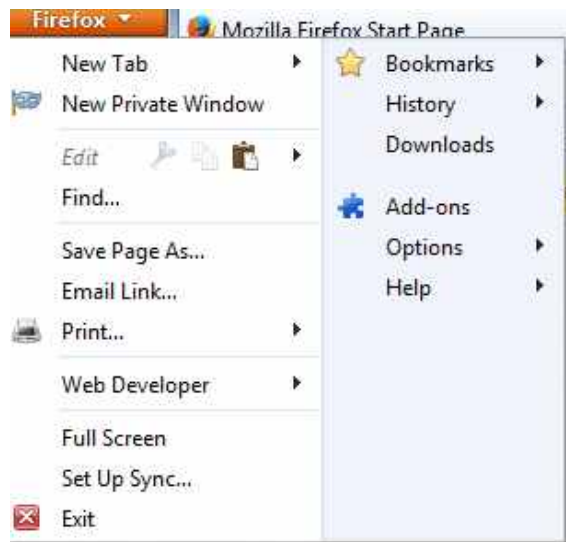 Firefox
Mozilla Firefox Start Page
New Tab
New Private Window
Edit
Find...
Save Page As...
Email Link...
Print...
Web Developer
Full Screen
Set Up Sync...
Exit
Bookmarks
History
Downloads
Add-ons
Options
Help